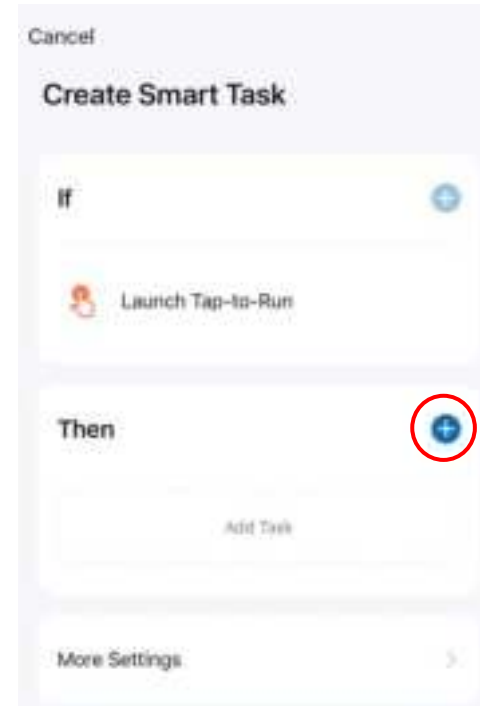 Cancel
Create Smart Task
If
Launch Tap-to-Run
Then
Add Task
More Settings